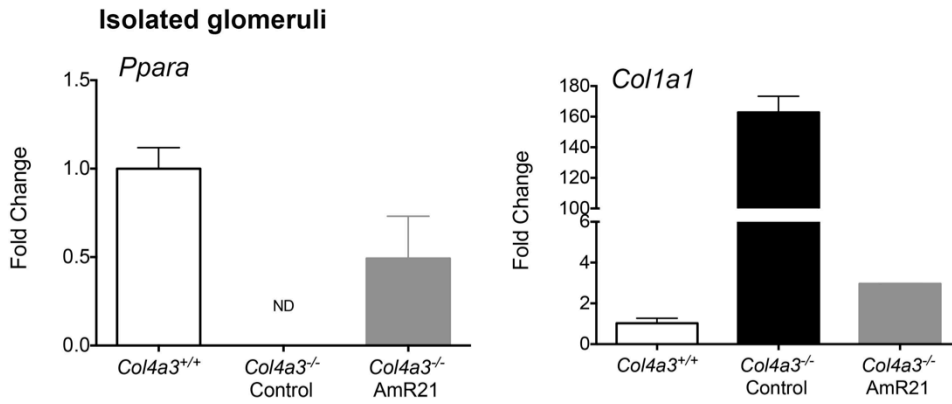 Isolated glomeruli
Ppara
Fold Change
1.5
1.0
0.5
0.0
ND
Col4a3+/+
Col4a3-/-
Control
Col4a3-/-
AmR21
Col1a1
Fold Change
180
160
140
120
100
6
4
2
0
Col4a3+/+
Col4a3-/-
Control
Col4a3-/-
AmR21